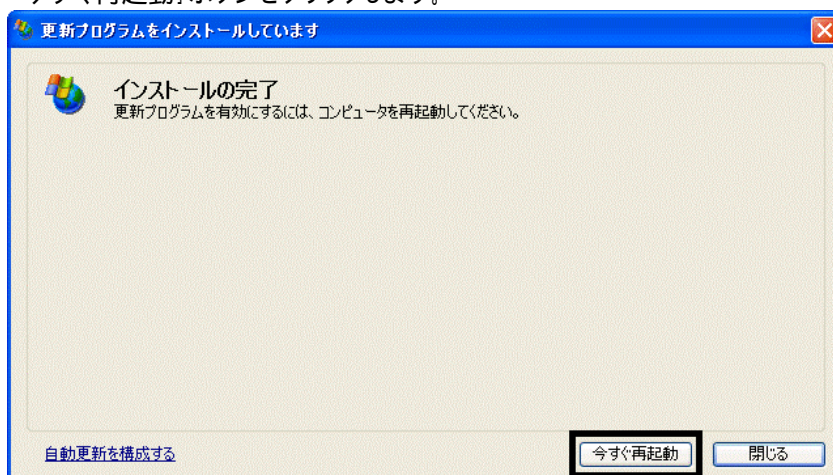 更新プログラムをインストールしています
インストールの完了
更新プログラムを有効にするには、コンピュータを再起動してください。
自動更新を構成する
今すぐ再起動
閉じる